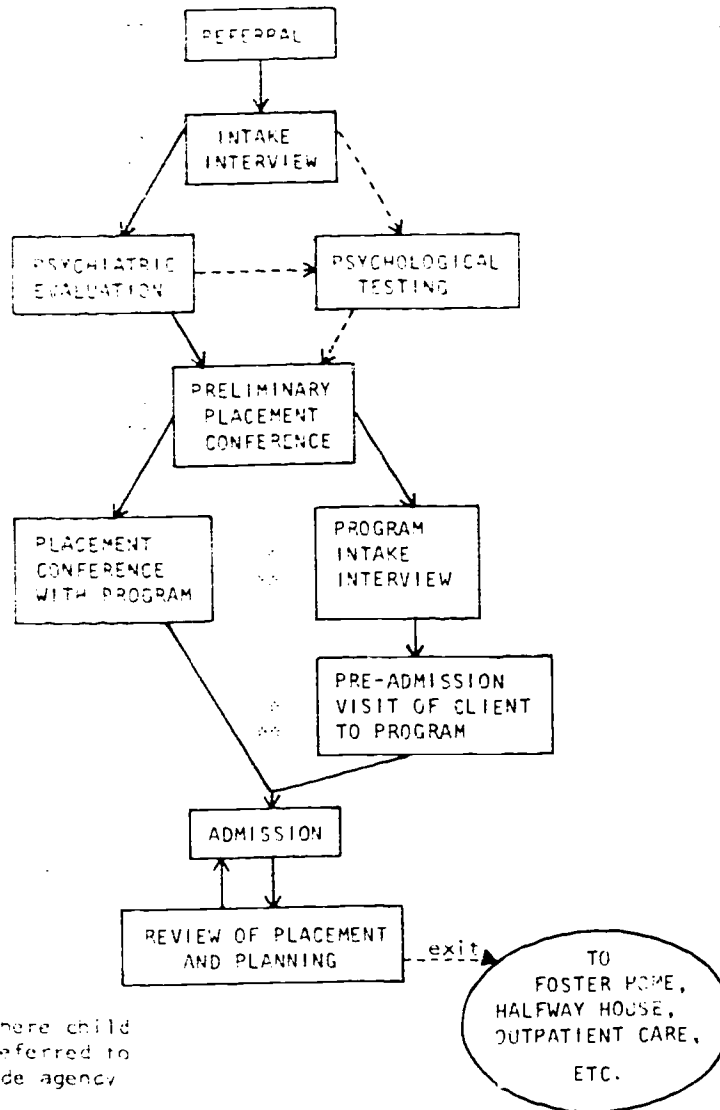 REFERRAL
INTAKE
INTERVIEW
PSYCHIATRIC
EVALUATION
PSYCHOLOGICAL
TESTING
PRELIMINARY
PLACEMENT
CONFERENCE
PLACEMENT
CONFERENCE
WITH PROGRAM
*
**
PROGRAM
INTAKE
INTERVIEW
*
**
PRE-ADMISSION
VISIT OF CLIENT
TO PROGRAM
ADMISSION
REVIEW OF PLACEMENT
AND PLANNING
exit
TO
FOSTER HOME,
HALFWAY HOUSE,
OUTPATIENT CARE,
ETC.
child
to
agency